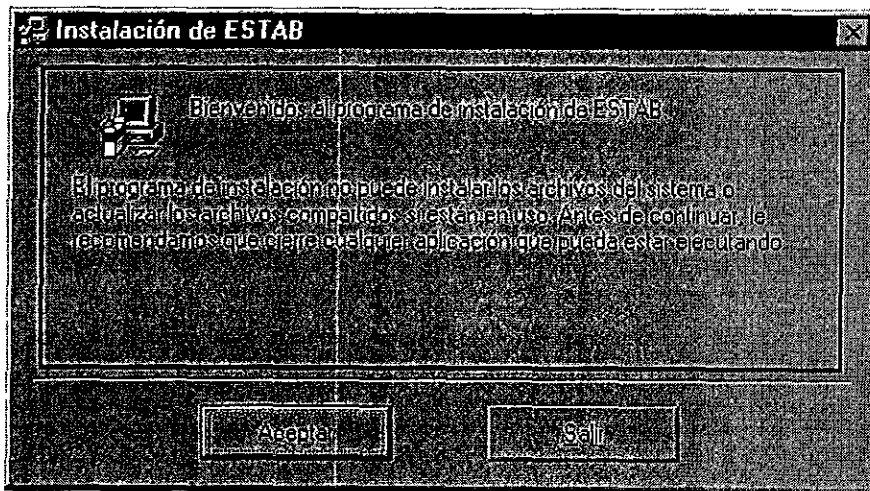 Instalación de ESTAB
Bienvenidos al programa de instalación de ESTAB.
El programa de instalación no puede instalar los archivos del sistema o
actualizar los archivos compartidos si están en uso. Antes de continuar, le
recomendamos que cierre cualquier aplicación que pueda estar ejecutando.
Aceptar
Salir